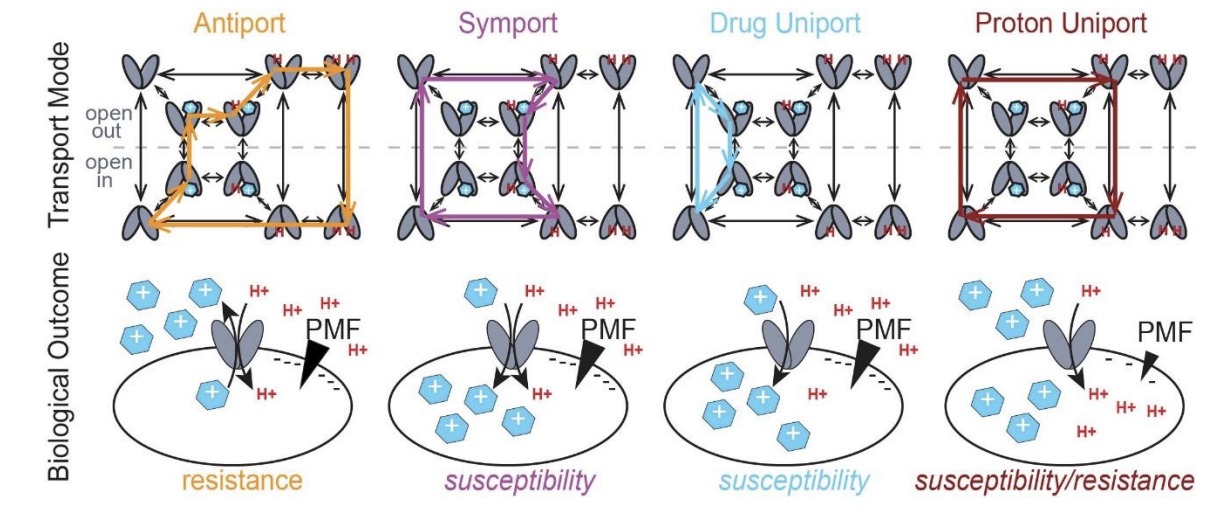 Antiport Symport Drug Uniport Proton Uniport
Transport Mode
open
out
open
in
H H H
H
H
H H H
H H H
H
H
H H H
H H H
H
H
H H H
H H H
H
H
H H H
Biological Outcome
+ + + + +
H+ H+ H+ H+ H+
PMF
- - - -
resistance
+ + + + +
H+ H+ H+ H+ H+
PMF
- - - -
susceptibility
+ + + + +
H+ H+ H+ H+ H+
PMF
- - - -
susceptibility
+ + + + +
H+ H+ H+ H+ H+
PMF
- -
susceptibility/resistance